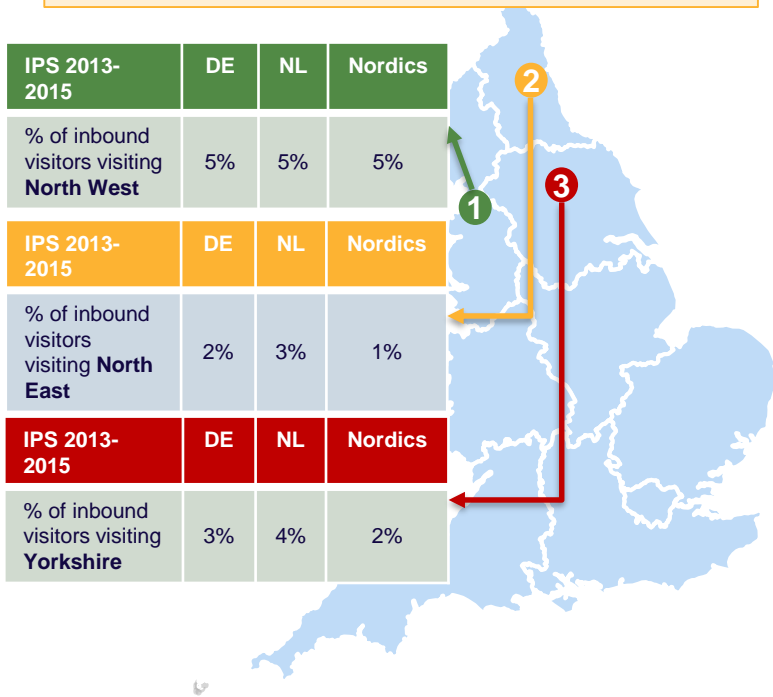 IPS 2013-
2015
DE
NL
Nordics
% of inbound
visitors visiting
North West
5%
5%
5%
IPS 2013-
2015
DE
NL
Nordics
% of inbound
visitors
visiting North
East
2%
3%
1%
IPS 2013-
2015
DE
NL
Nordics
% of inbound
visitors visiting
Yorkshire
3%
4%
2%
2
3
1